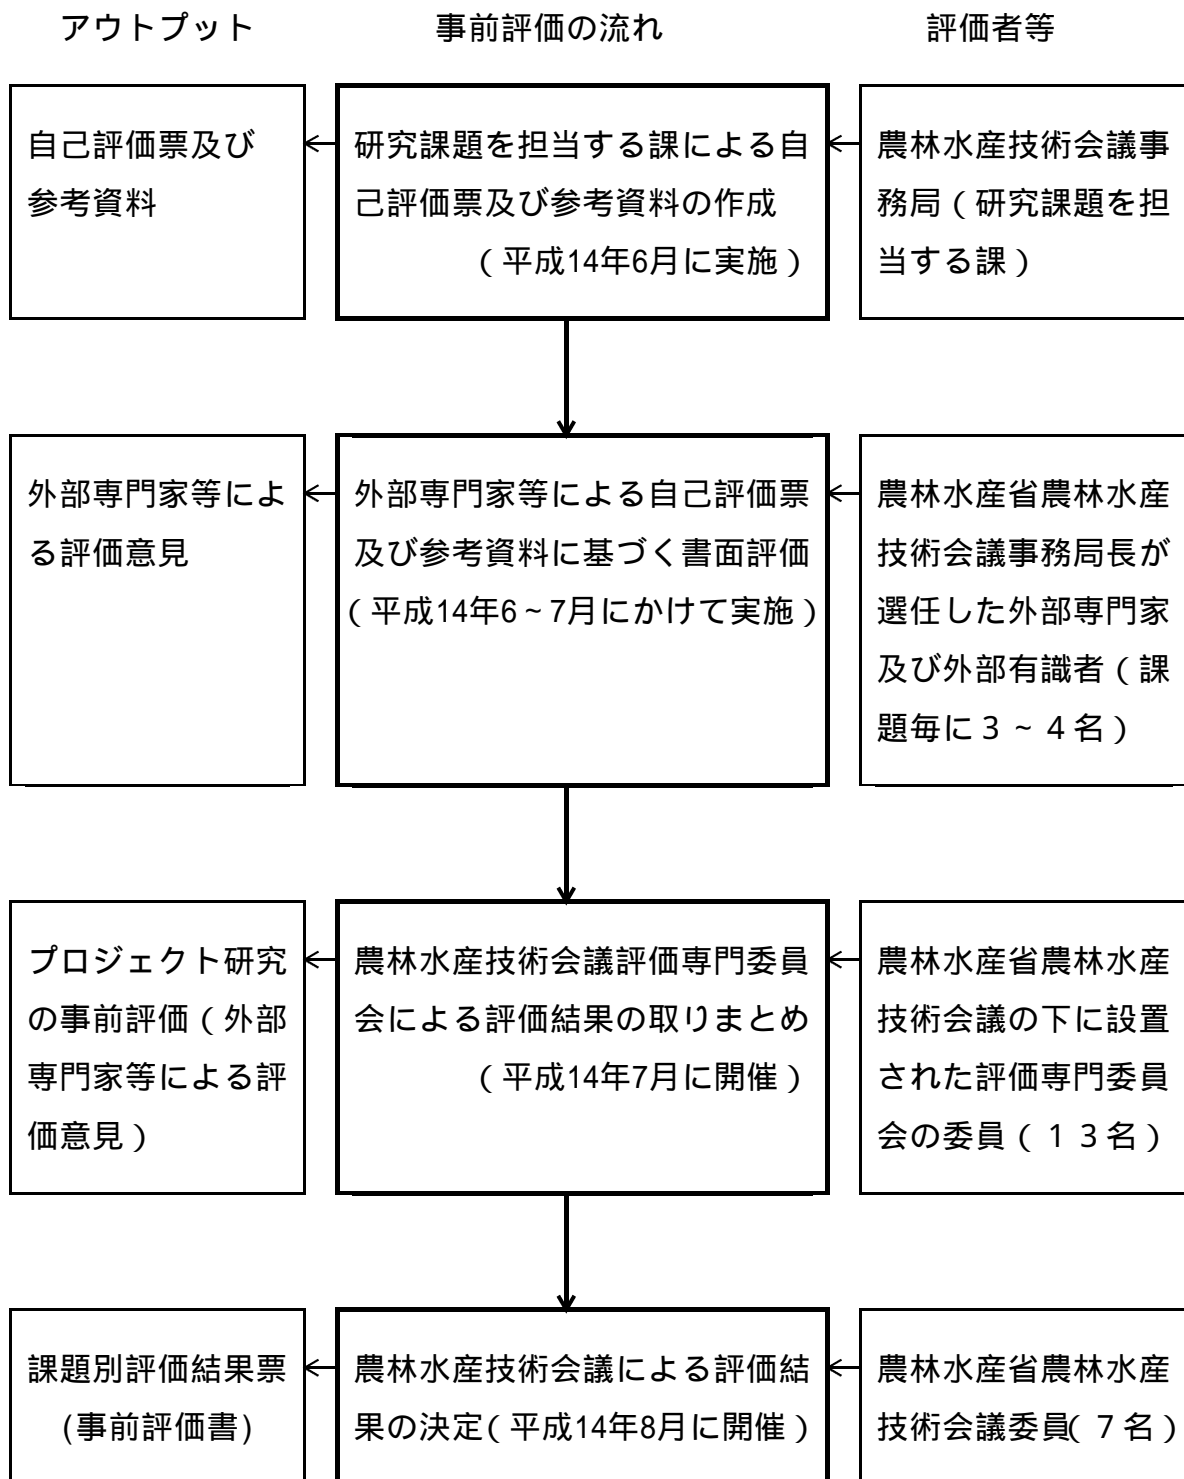 アウトプット
事前評価の流れ
評価者等
自己評価票及び
参考資料
研究課題を担当する課による自
己評価票及び参考資料の作成
（平成14年6月に実施）
農林水産技術会議事
務局（研究課題を担
当する課）
外部専門家等によ
る評価意見
外部専門家等による自己評価票
及び参考資料に基づく書面評価
（平成14年6~7月にかけて実施）
農林水産省農林水産
技術会議事務局長が
選任した外部専門家
及び外部有識者（課
題毎に３~４名）
プロジェクト研究
の事前評価（外部
専門家等による評
価意見）
農林水産技術会議評価専門委員
会による評価結果の取りまとめ
（平成14年7月に開催）
農林水産省農林水産
技術会議の下に設置
された評価専門委員
会の委員（１３名）
課題別評価結果票
(事前評価書)
農林水産技術会議による評価結
果の決定（平成14年8月に開催）
農林水産省農林水産
技術会議委員（７名）